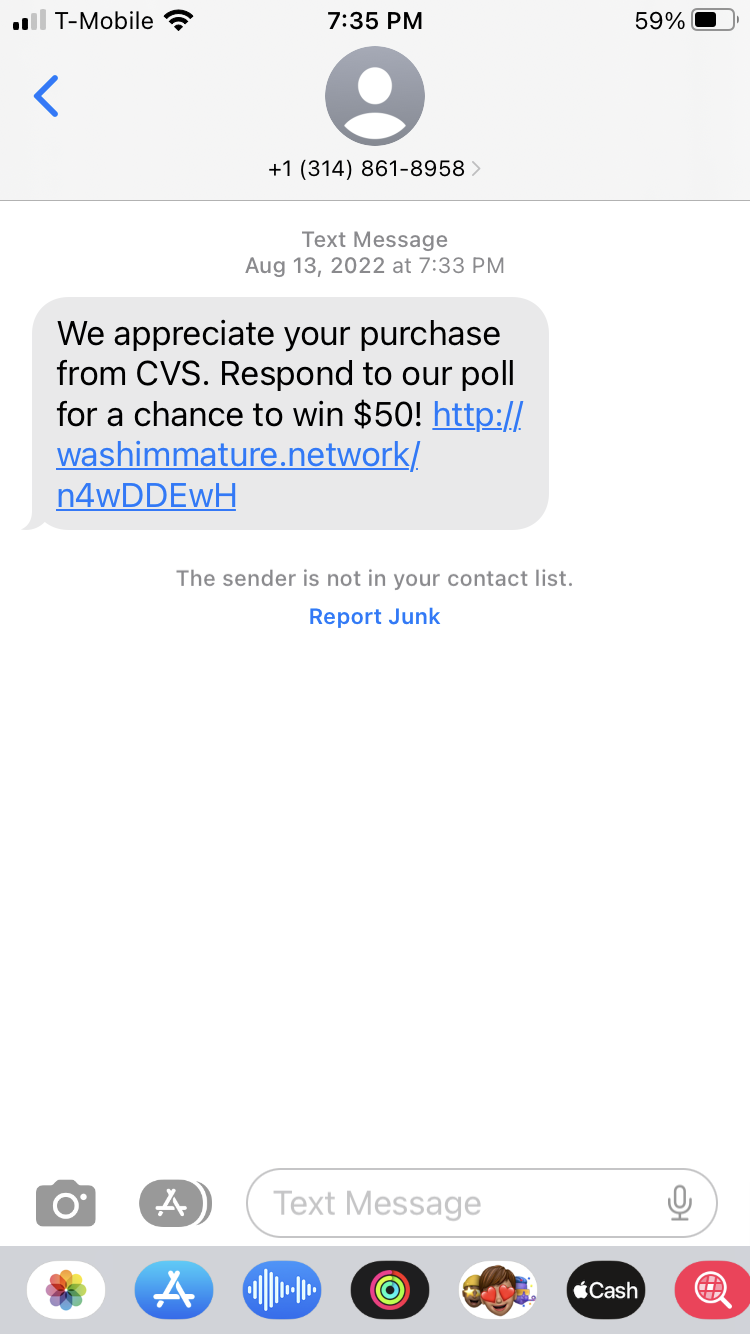 T-Mobile 7:35 PM 59%
+1 (314) 861-8958
Text Message
Aug 13, 2022 at 7:33 PM
We appreciate your purchase
from CVS. Respond to our poll
for a chance to win $50! http://
washimmature.network/
n4wDDEwH
The sender is not in your contact list.
Report Junk
Text Message
Cash